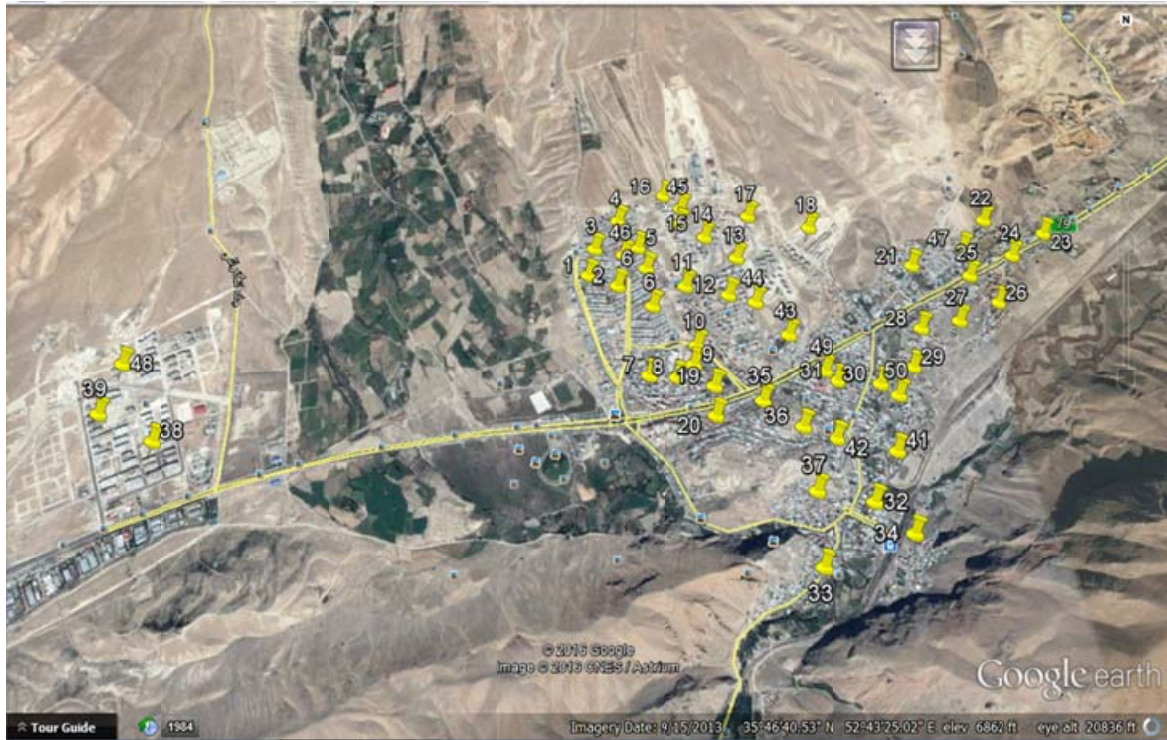 N
16 45
4 17
14 18 22
3 46 15
5 13 47 24 79 23
1 2 6 11 21 25
6 12 44 27 26
43 28
10
49 29
48 7 8 9 31 30 50
39 19 35
38 20 36
42 41
37
32
34
33
© 2016 Google
Image © 2016 CNES / Astrium
Google earth
Tour Guide 1984 Imagery Date: 9/15/2013 35°46'40.53" N 52°43'25.02" E elev 6862 ft eye alt 20836 ft